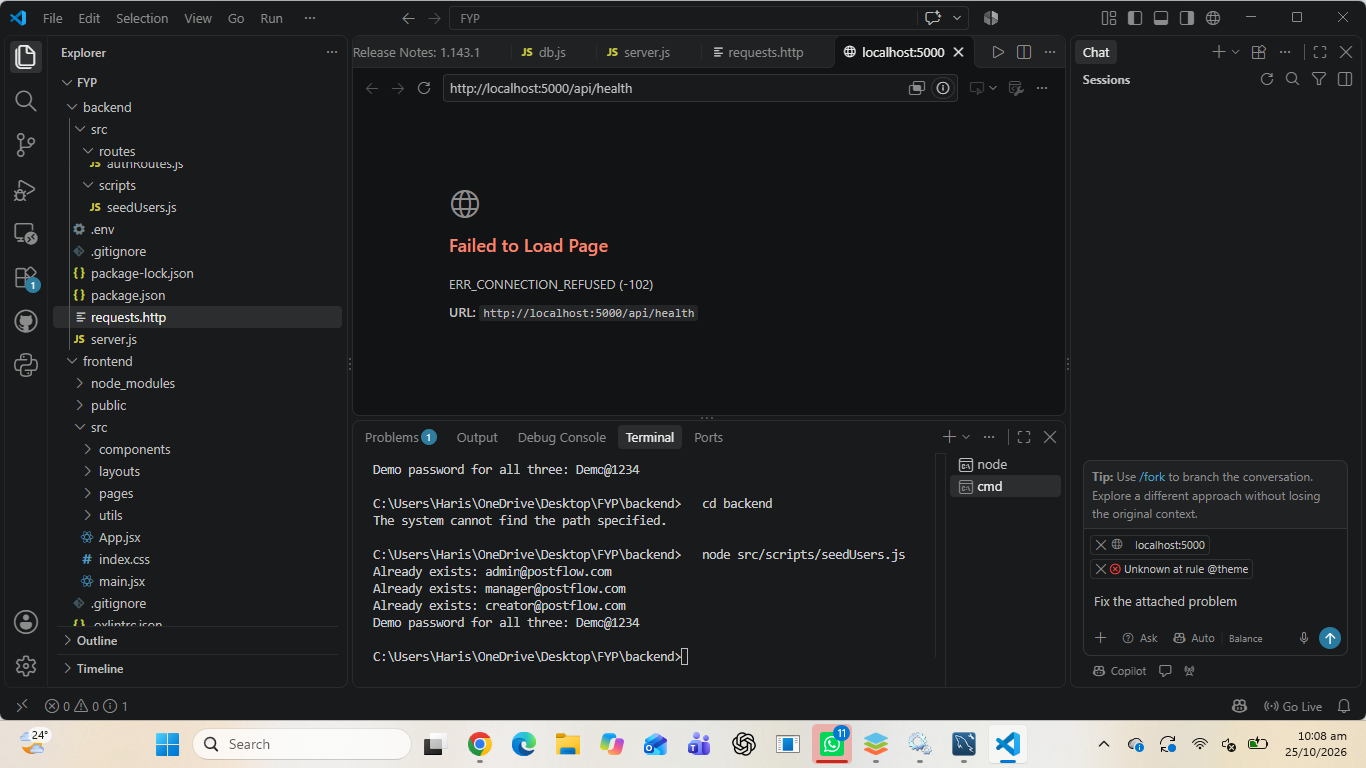 File Edit Selection View Go Run ··· FYP
Explorer ···
FYP
backend
src
routes
authRoutes.js
scripts
seedUsers.js
.env
.gitignore
package-lock.json
package.json
requests.http
server.js
frontend
node_modules
public
src
components
layouts
pages
utils
App.jsx
index.css
main.jsx
.gitignore
.oxlintrc.json
Outline
Timeline
1
Release Notes: 1.143.1 JS db.js JS server.js requests.http localhost:5000
http://localhost:5000/api/health
Failed to Load Page
ERR_CONNECTION_REFUSED (-102)
URL: http://localhost:5000/api/health
Problems 1 Output Debug Console Terminal Ports
Demo password for all three: Demo@1234
C:\Users\Haris\OneDrive\Desktop\FYP\backend> cd backend
The system cannot find the path specified.
C:\Users\Haris\OneDrive\Desktop\FYP\backend> node src/scripts/seedUsers.js
Already exists: admin@postflow.com
Already exists: manager@postflow.com
Already exists: creator@postflow.com
Demo password for all three: Demo@1234
C:\Users\Haris\OneDrive\Desktop\FYP\backend>
node
cmd
Chat
Sessions
Tip: Use /fork to branch the conversation.
Explore a different approach without losing
the original context.
localhost:5000
Unknown at rule @theme
Fix the attached problem
Ask Auto Balance
Copilot
0 0 1 Go Live
24°
Search
11
10:08 am
25/10/2026